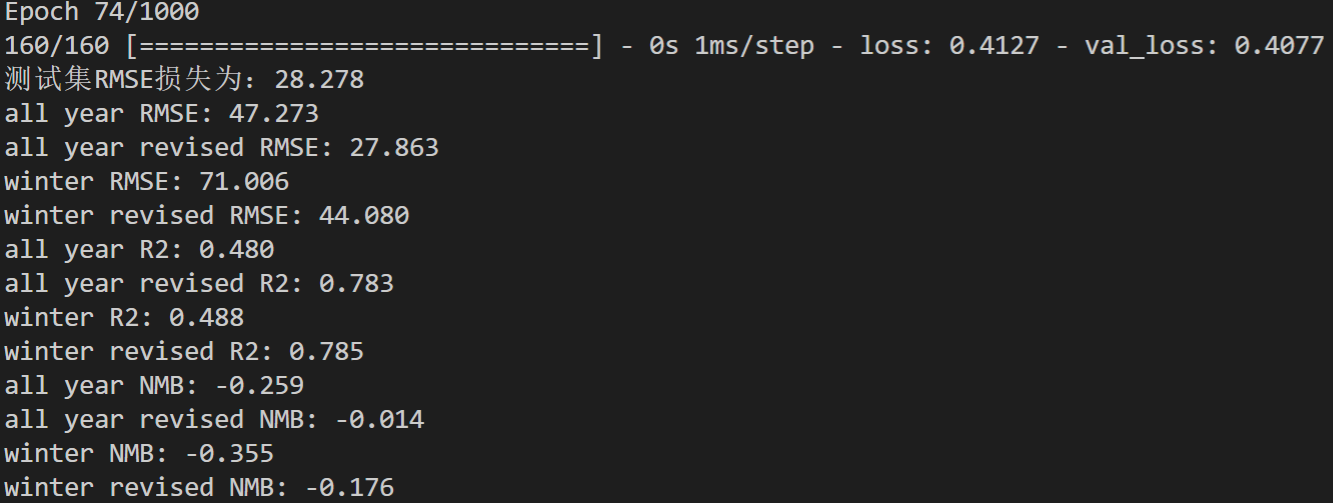 Epoch 74/1000
160/160 [==============================] - 0s 1ms/step - loss: 0.4127 - val_loss: 0.4077
测试集RMSE损失为：28.278
all year RMSE: 47.273
all year revised RMSE: 27.863
winter RMSE: 71.006
winter revised RMSE: 44.080
all year R2: 0.480
all year revised R2: 0.783
winter R2: 0.488
winter revised R2: 0.785
all year NMB: -0.259
all year revised NMB: -0.014
winter NMB: -0.355
winter revised NMB: -0.176